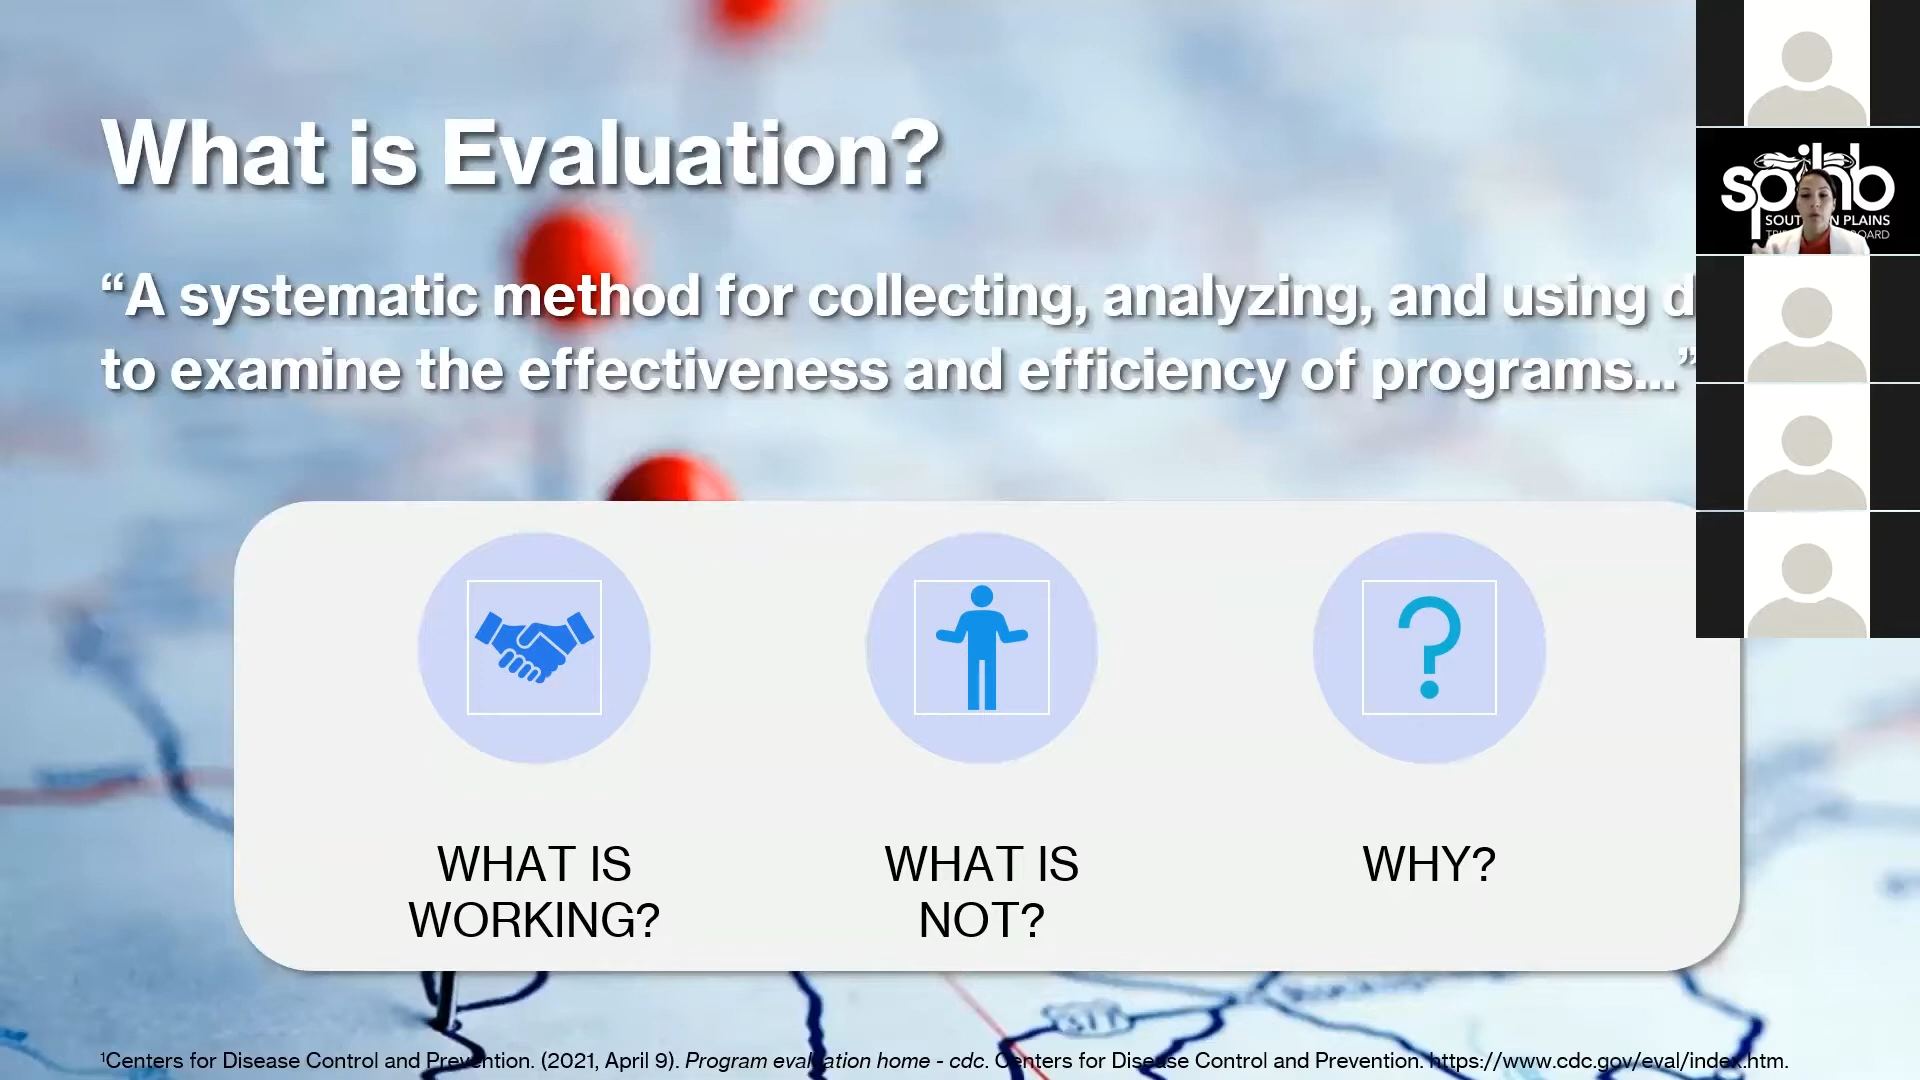 What is Evaluation?
“A systematic method for collecting, analyzing, and using
to examine the effectiveness and efficiency of programs...”
SOUTHERN PLAINS
WHAT IS
WORKING?
WHAT IS
NOT?
WHY?
¹Centers for Disease Control and Prevention. (2021, April 9). Program evaluation home - cdc. Centers for Disease Control and Prevention. https://www.cdc.gov/eval/index.htm.